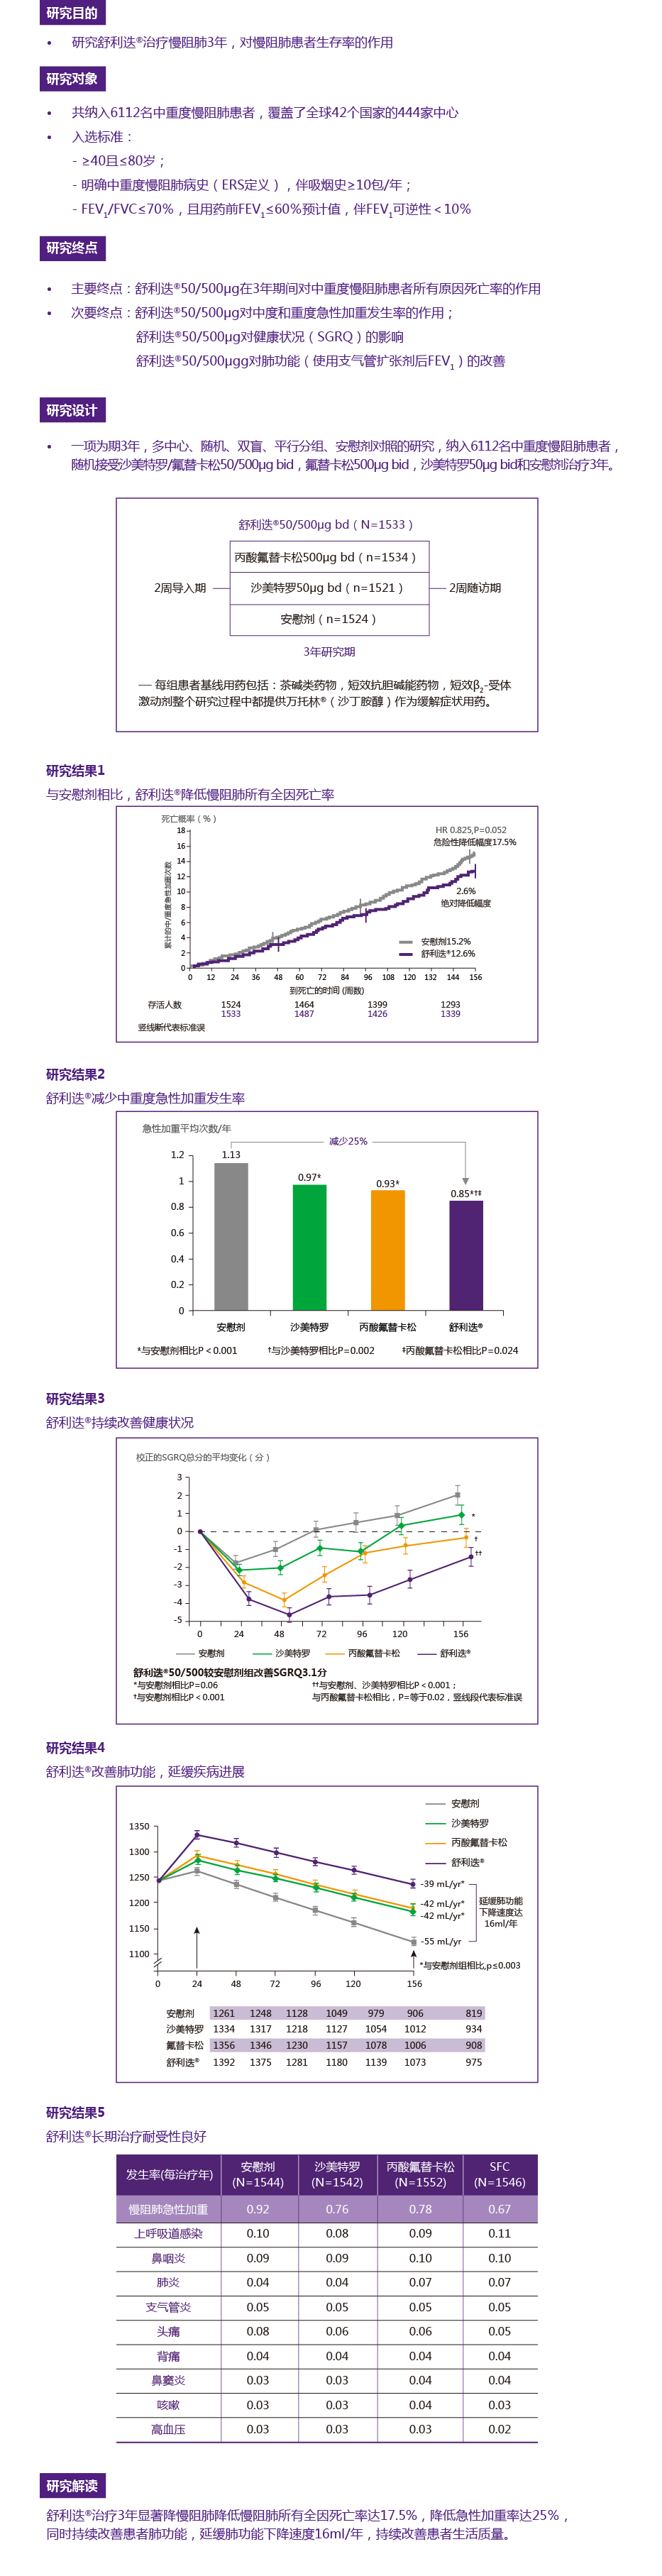 研究目的
• 研究舒利迭®治疗慢阻肺3年，对慢阻肺患者生存率的作用
研究对象
• 共纳入6112名中重度慢阻肺患者，覆盖了全球42个国家的444家中心
• 入选标准：
- ≥40且≤80岁；
- 明确中重度慢阻肺病史（ERS定义），伴吸烟史≥10包/年；
- FEV1/FVC≤70%，且用药前FEV1≤60%预计值，伴FEV1可逆性＜10%
研究终点
• 主要终点：舒利迭®50/500μg在3年期间对中重度慢阻肺患者所有原因死亡率的作用
• 次要终点：舒利迭®50/500μg对中度和重度急性加重发生率的作用；
舒利迭®50/500μg对健康状况（SGRQ）的影响
舒利迭®50/500μgg对肺功能（使用支气管扩张剂后FEV1）的改善
研究设计
• 一项为期3年，多中心、随机、双盲、平行分组、安慰剂对照的研究，纳入6112名中重度慢阻肺患者，
随机接受沙美特罗/氟替卡松50/500μg bid，氟替卡松500μg bid，沙美特罗50μg bid和安慰剂治疗3年。
舒利迭®50/500μg bd（N=1533）
丙酸氟替卡松500μg bd（n=1534）
2周导入期 沙美特罗50μg bd（n=1521） 2周随访期
安慰剂（n=1524）
3年研究期
— 每组患者基线用药包括：茶碱类药物，短效抗胆碱能药物，短效β2-受体
激动剂整个研究过程中都提供万托林®（沙丁胺醇）作为缓解症状用药。
研究结果1
与安慰剂相比，舒利迭®降低慢阻肺所有全因死亡率
死亡概率（%）
HR 0.825,P=0.052
危险性降低幅度17.5%
累计的中/重度急性加重次数
18
16
14
12
10
8
6
4
2
0
2.6%
绝对降低幅度
安慰剂15.2%
舒利迭®12.6%
0 12 24 36 48 60 72 84 96 108 120 132 144 156
到死亡的时间 (周数)
存活人数 1524 1464 1399 1293
1533 1487 1426 1339
竖线断代表标准误
研究结果2
舒利迭®减少中重度急性加重发生率
急性加重平均次数/年
减少25%
1.2
1
0.8
0.6
0.4
0.2
0
1.13
0.97*
0.93*
0.85*†‡
安慰剂 沙美特罗 丙酸氟替卡松 舒利迭®
*与安慰剂相比P＜0.001 †与沙美特罗相比P=0.002 ‡丙酸氟替卡松相比P=0.024
研究结果3
舒利迭®持续改善健康状况
校正的SGRQ总分的平均变化（分）
3
2
1
0
-1
-2
-3
-4
-5
*
†
††
0 24 48 72 96 120 156
安慰剂 沙美特罗 丙酸氟替卡松 舒利迭®
舒利迭®50/500较安慰剂组改善SGRQ3.1分
*与安慰剂相比P=0.06 ††与安慰剂、沙美特罗相比P＜0.001；
†与安慰剂相比P＜0.001 与丙酸氟替卡松相比，P=等于0.02，竖线段代表标准误
研究结果4
舒利迭®改善肺功能，延缓疾病进展
安慰剂
沙美特罗
丙酸氟替卡松
舒利迭®
1350
1300
1250
1200
1150
1100
-39 mL/yr*
-42 mL/yr*
-42 mL/yr*
-55 mL/yr
延缓肺功能
下降速度达
16ml/年
*与安慰剂组相比,p≤0.003
0 24 48 72 96 120 156
安慰剂 1261 1248 1128 1049 979 906 819
沙美特罗 1334 1317 1218 1127 1054 1012 934
氟替卡松 1356 1346 1230 1157 1078 1006 908
舒利迭® 1392 1375 1281 1180 1139 1073 975
研究结果5
舒利迭®长期治疗耐受性良好
发生率(每治疗年) 安慰剂 (N=1544) 沙美特罗 (N=1542) 丙酸氟替卡松 (N=1552) SFC (N=1546)
慢阻肺急性加重 0.92 0.76 0.78 0.67
上呼吸道感染 0.10 0.08 0.09 0.11
鼻咽炎 0.09 0.09 0.10 0.10
肺炎 0.04 0.04 0.07 0.07
支气管炎 0.05 0.05 0.05 0.05
头痛 0.08 0.06 0.06 0.05
背痛 0.04 0.04 0.04 0.04
鼻窦炎 0.03 0.03 0.04 0.04
咳嗽 0.03 0.03 0.04 0.03
高血压 0.03 0.03 0.03 0.02
研究解读
舒利迭®治疗3年显著降慢阻肺降低慢阻肺所有全因死亡率达17.5%，降低急性加重率达25%，
同时持续改善患者肺功能，延缓肺功能下降速度16ml/年，持续改善患者生活质量。